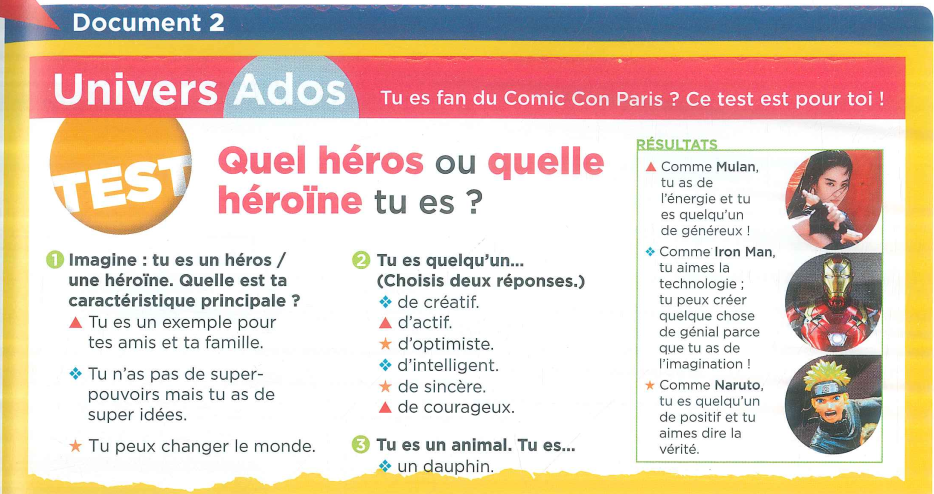 Document 2
Univers Ados
Tu es fan du Comic Con Paris ? Ce test est pour toi !
TEST
Quel héros ou quelle
héroïne tu es ?
1 Imagine : tu es un héros /
une héroïne. Quelle est ta
caractéristique principale ?
▲ Tu es un exemple pour
tes amis et ta famille.
❖ Tu n'as pas de super-
pouvoirs mais tu as de
super idées.
★ Tu peux changer le monde.
2 Tu es quelqu'un...
(Choisis deux réponses.)
❖ de créatif.
▲ d'actif.
★ d'optimiste.
❖ d'intelligent.
★ de sincère.
▲ de courageux.
3 Tu es un animal. Tu es...
❖ un dauphin.
RÉSULTATS
▲ Comme Mulan,
tu as de
l'énergie et tu
es quelqu'un
de généreux !
❖ Comme Iron Man,
tu aimes la
technologie ;
tu peux créer
quelque chose
de génial parce
que tu as de
l'imagination !
★ Comme Naruto,
tu es quelqu'un
de positif et tu
aimes dire la
vérité.